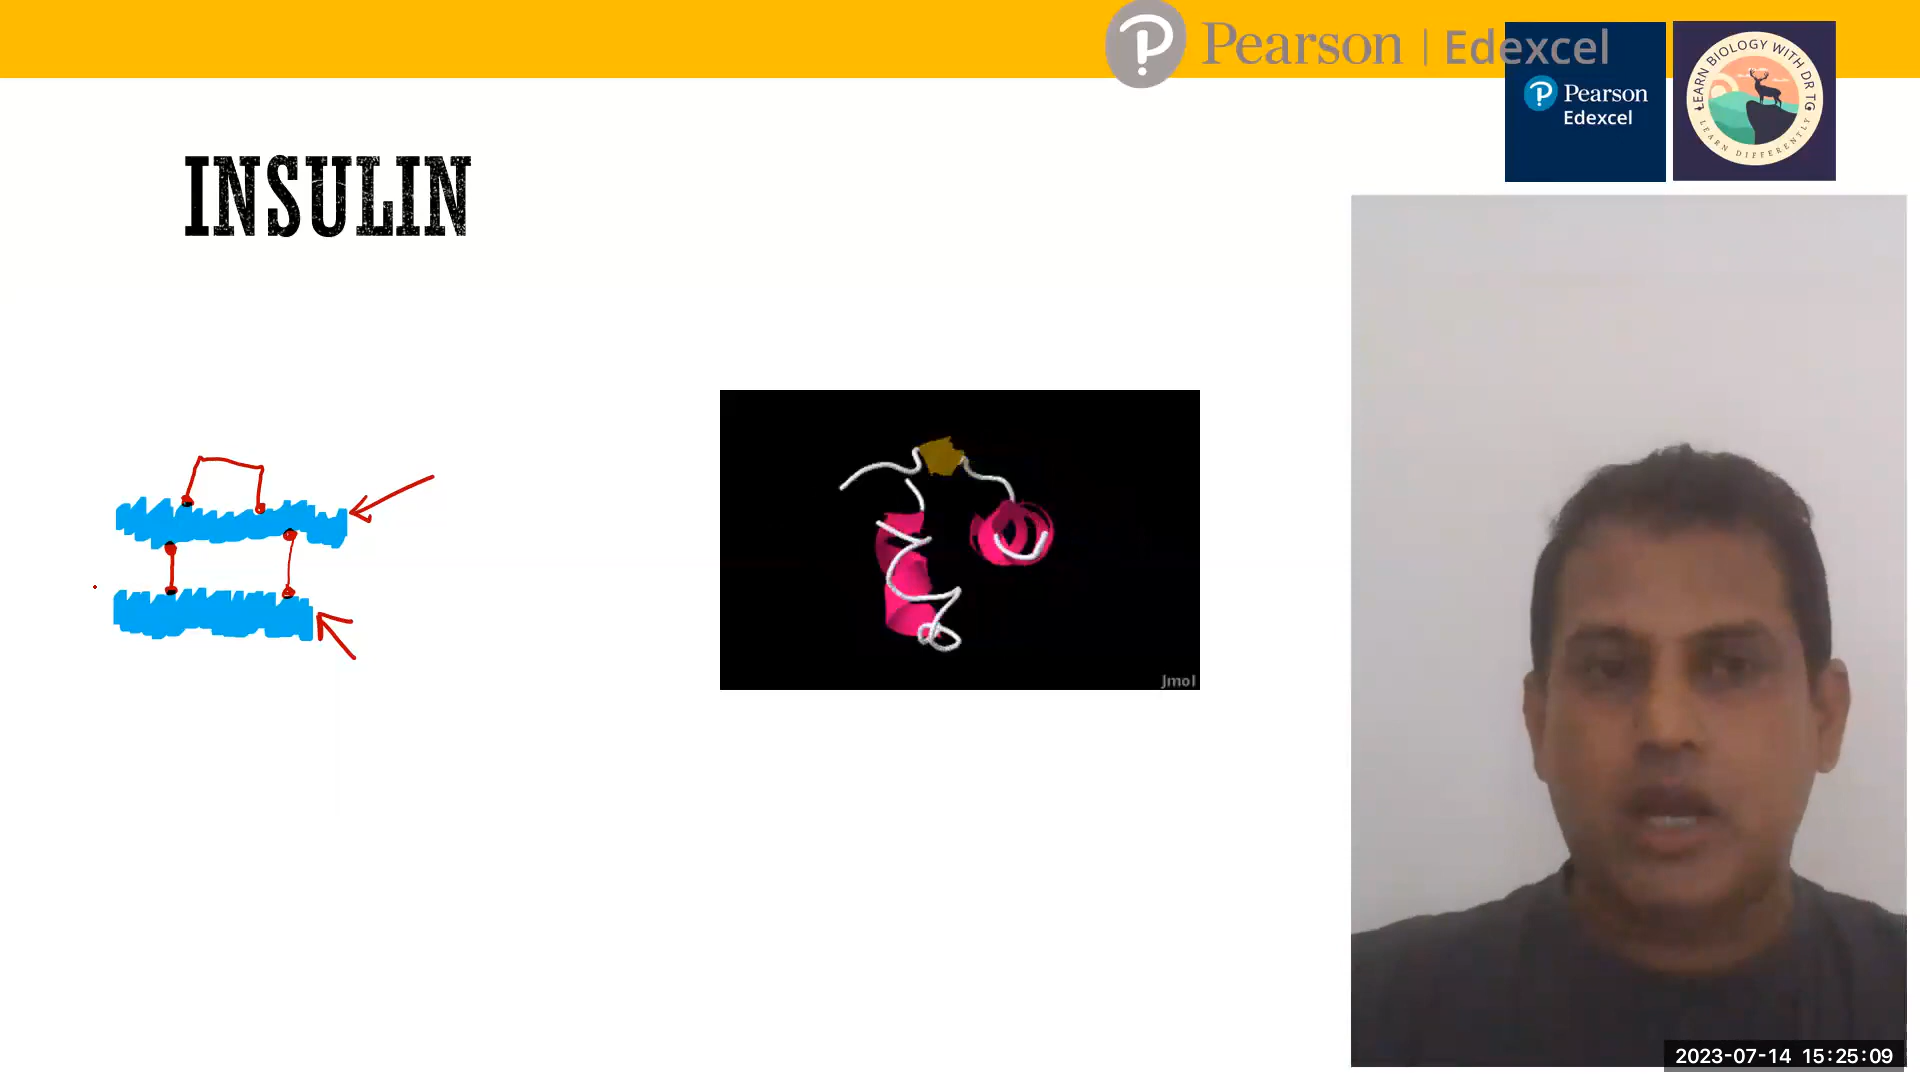 Pearson | Edexcel
Pearson
Edexcel
LEARN BIOLOGY WITH DR TG
LEARN DIFFERENTLY
INSULIN
Jmol
2023-07-14 15:25:09